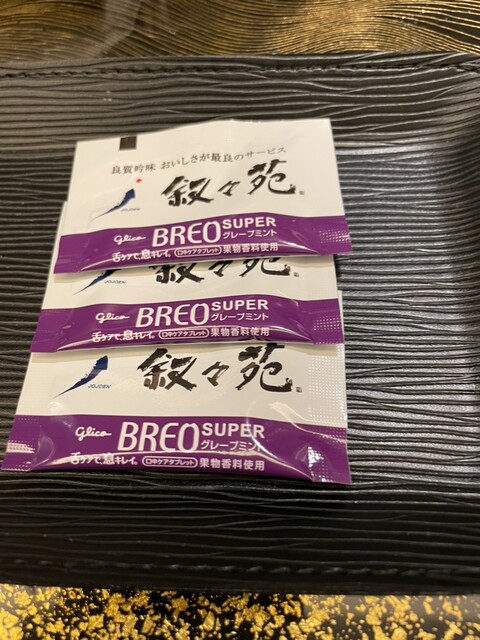 良質吟味 おいしさが最良のサービス
叙々苑
JOJOEN
glico BREO SUPER
グレープミント
舌ケアで、息キレイ。 口中ケアタブレット 果物香料使用
叙々苑
glico BREO SUPER
グレープミント
舌ケアで、息キレイ。 口中ケアタブレット 果物香料使用
叙々苑
JOJOEN
glico BREO SUPER
グレープミント
舌ケアで、息キレイ。 口中ケアタブレット 果物香料使用